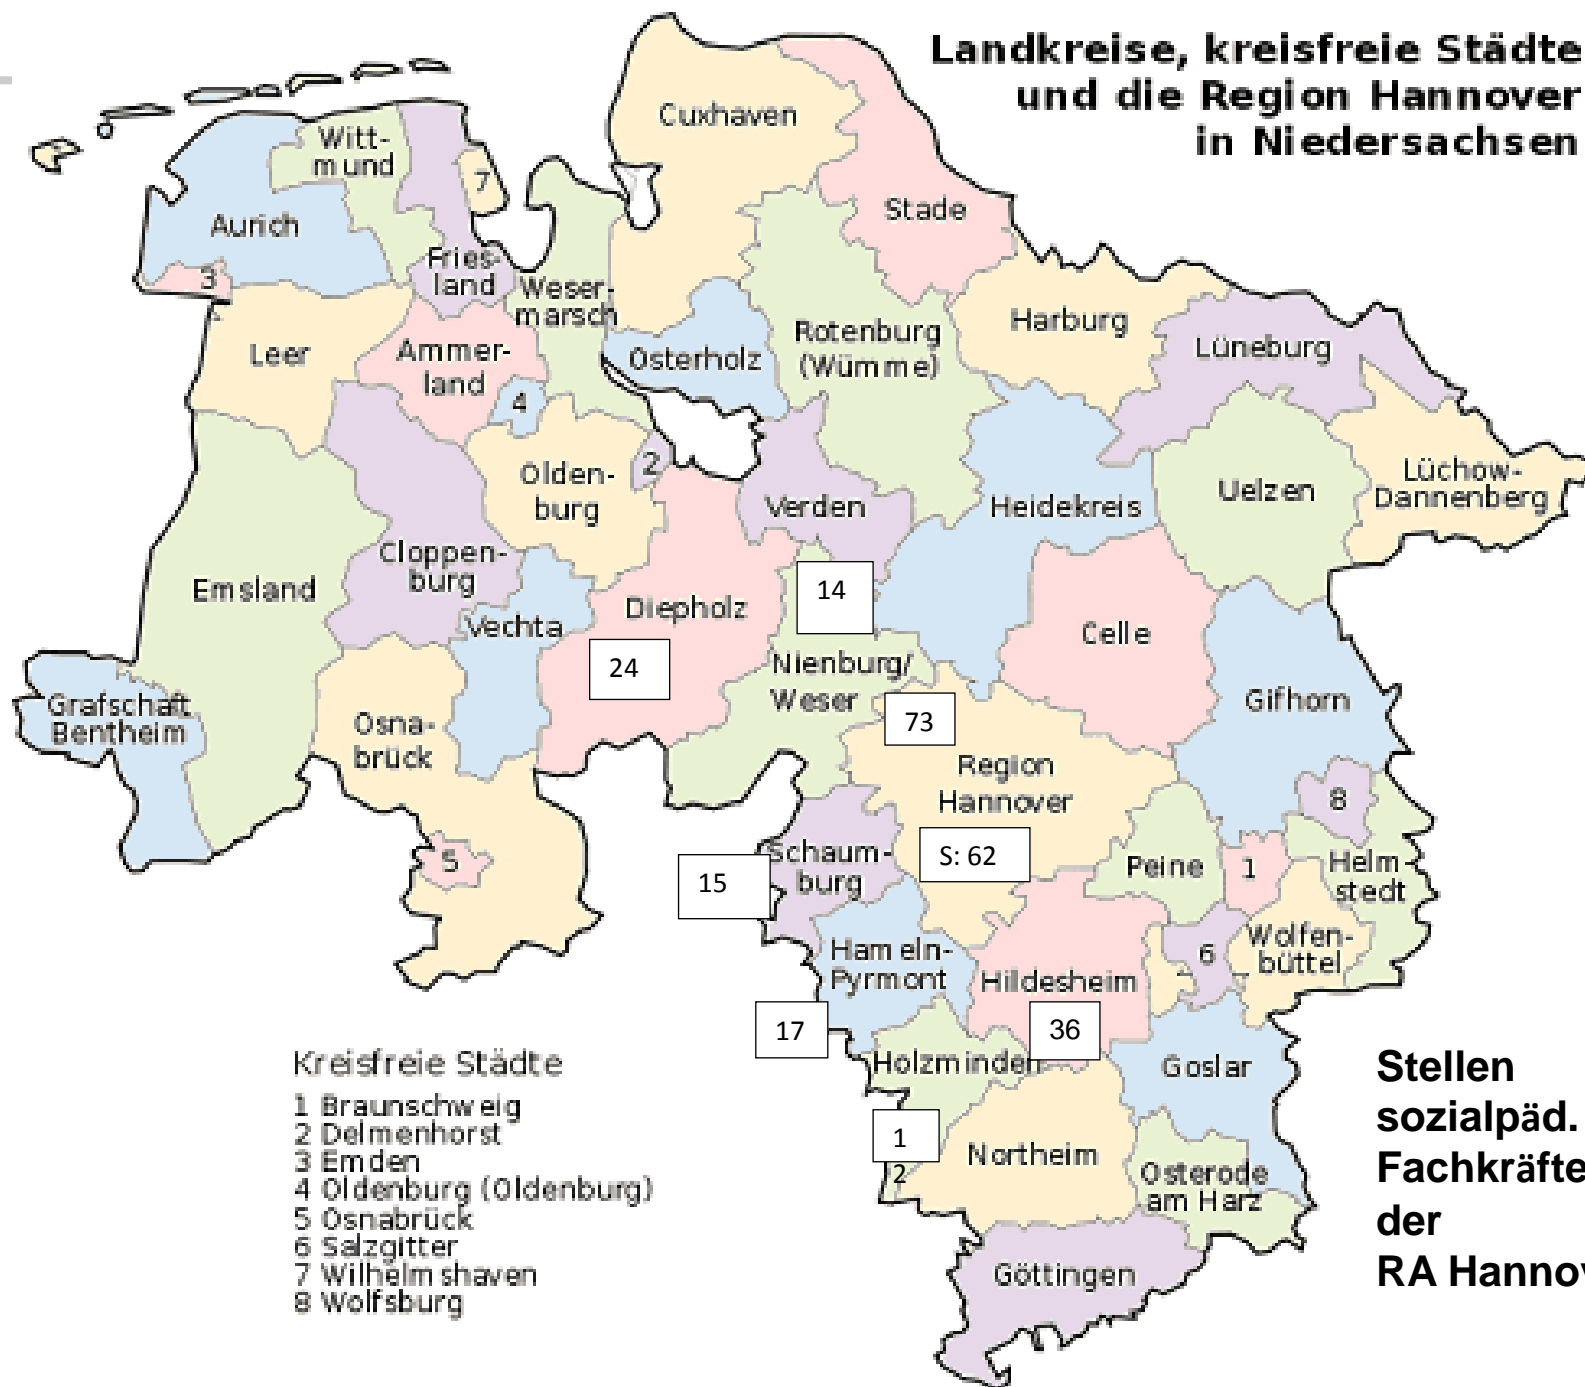 Landkreise, kreisfreie Städte
und die Region Hannover
in Niedersachsen
Cuxhaven
Witt-
mund
7
Stade
Aurich
3
Fries-
land
Weser-
marsch
Rotenburg
(Wümme)
Harburg
Lüneburg
Leer
Ammer-
land
Osterholz
4
2
Olden-
burg
Verden
Heidekreis
Uelzen
Lüchow-
Dannenberg
Cloppen-
burg
Emsland
14
Diepholz
Vechta
Celle
24
Nienburg/
Weser
Grafschaft
Bentheim
Osna-
brück
73
Gifhorn
Region
Hannover
8
S: 62
Schaum-
burg
15
5
Peine
1
Helm-
stedt
Hameln-
Pyrmont
Hildesheim
6
Wolfen-
büttel
17
36
Holzminden
Goslar
1
2
Northeim
Osterode
am Harz
Göttingen
Kreisfreie Städte
1 Braunschweig
2 Delmenhorst
3 Emden
4 Oldenburg (Oldenburg)
5 Osnabrück
6 Salzgitter
7 Wilhelmshaven
8 Wolfsburg
Stellen
sozialpäd.
Fachkräfte
der
RA Hannov